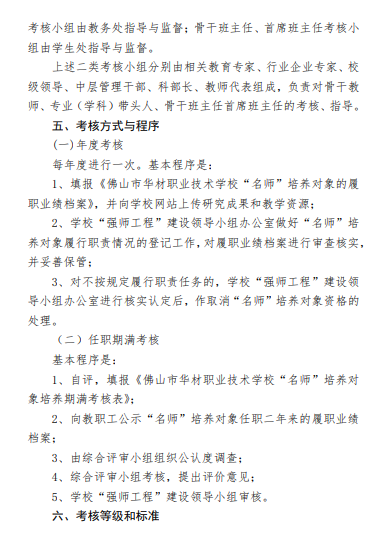 考核小组由教务处指导与监督；骨干班主任、首席班主任考核小
组由学生处指导与监督。
上述二类考核小组分别由相关教育专家、行业企业专家、校
级领导、中层管理干部、科部长、教师代表组成，负责对骨干教
师、专业（学科）带头人、骨干班主任首席班主任的考核、指导。
五、考核方式与程序
(一)年度考核
每年度进行一次。基本程序是：
1、填报《佛山市华材职业技术学校“名师”培养对象的履
职业绩档案》，并向学校网站上传研究成果和教学资源；
2、学校“强师工程”建设领导小组办公室做好“名师”培
养对象履行职责情况的登记工作，对履职业绩档案进行审查核实，
并妥善保管；
3、对不按规定履行职责任务的，学校“强师工程”建设领
导小组办公室进行核实认定后，作取消“名师”培养对象资格的
处理。
（二）任职期满考核
基本程序是：
1、自评，填报《佛山市华材职业技术学校“名师”培养对
象培养期满考核表》；
2、向教职工公示“名师”培养对象任职二年来的履职业绩
档案；
3、由综合评审小组组织公认度调查；
4、综合评审小组考核，提出评价意见；
5、学校“强师工程”建设领导小组审核。
六、考核等级和标准